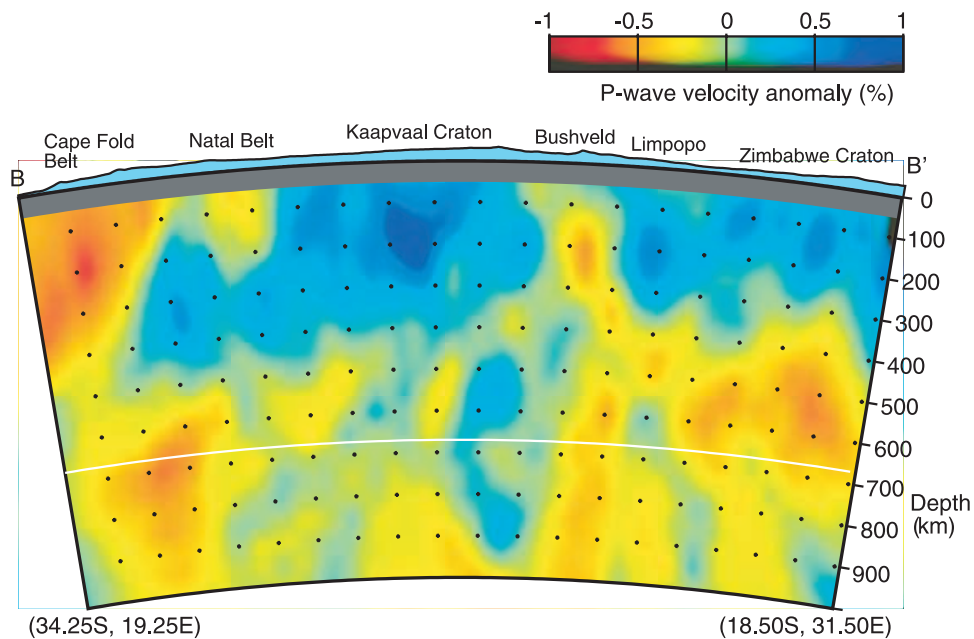 -1 -0.5 0 0.5 1
P-wave velocity anomaly (%)
Cape Fold
Belt
Natal Belt
Kaapvaal Craton
Bushveld
Limpopo
Zimbabwe Craton
B
B'
0
100
200
300
400
500
600
700
800
900
Depth
(km)
(34.25S, 19.25E)
(18.50S, 31.50E)